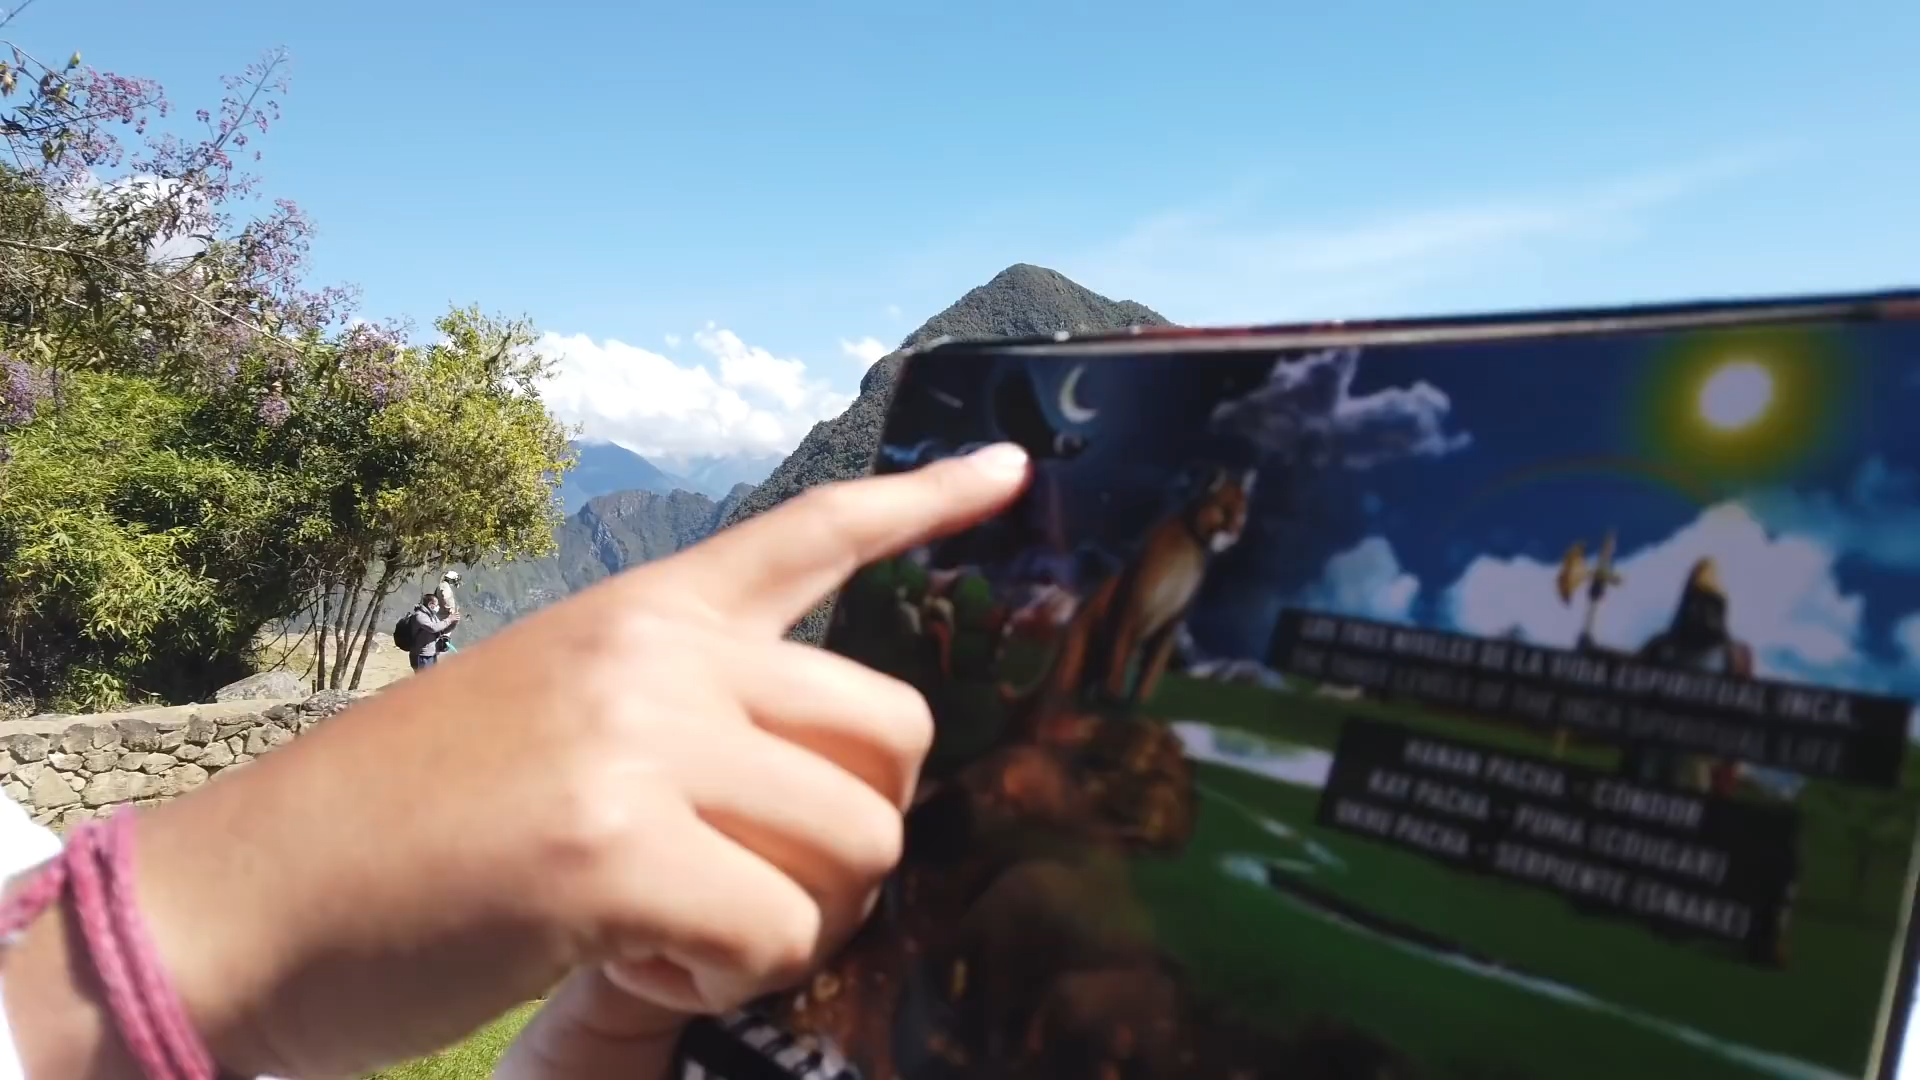 LOS TRES NIVELES DE LA VIDA ESPIRITUAL INCA
THE THREE LEVELS OF THE INCA SPIRITUAL LIFE
HANAN PACHA - CÓNDOR
KAY PACHA - PUMA (COUGAR)
UKHU PACHA - SERPIENTE (SNAKE)